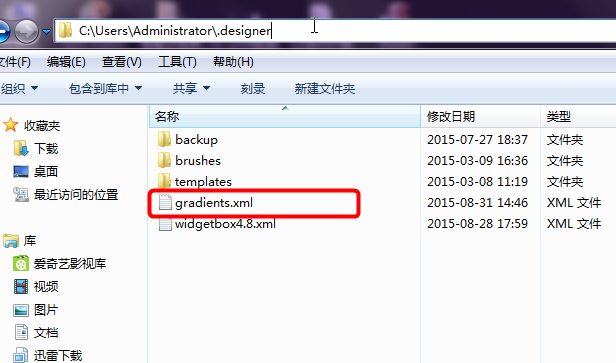 C:\Users\Administrator\.designer
文件(F) 编辑(E) 查看(V) 工具(T) 帮助(H)
组织 包含到库中 共享 刻录 新建文件夹
收藏夹
下载
桌面
最近访问的位置
库
爱奇艺影视库
视频
图片
文档
迅雷下载
名称 修改日期 类型
backup 2015-07-27 18:37 文件夹
brushes 2015-03-09 16:36 文件夹
templates 2015-03-08 11:19 文件夹
gradients.xml 2015-08-31 14:46 XML 文件
widgetbox4.8.xml 2015-08-28 17:59 XML 文件